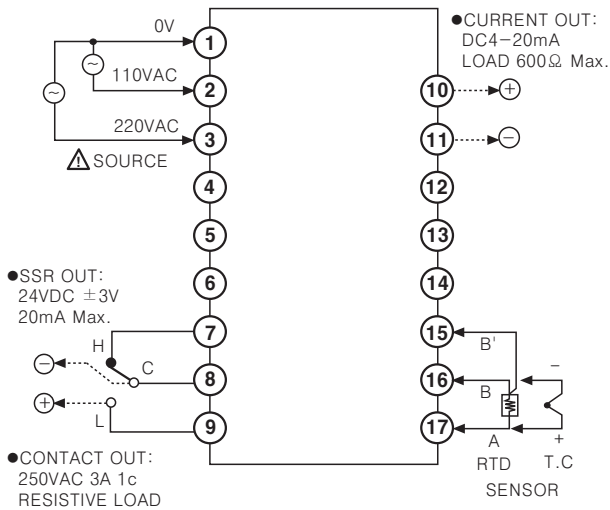 0V
110VAC
220VAC
⚠ SOURCE
1
2
3
4
5
6
7
8
9
●SSR OUT:
24VDC ±3V
20mA Max.
H
C
L
− 
+
●CONTACT OUT:
250VAC 3A 1c
RESISTIVE LOAD
●CURRENT OUT:
DC4-20mA
LOAD 600Ω Max.
10
+
11
−
12
13
14
15
16
17
B'
B
A
−
+
RTD
T.C
SENSOR